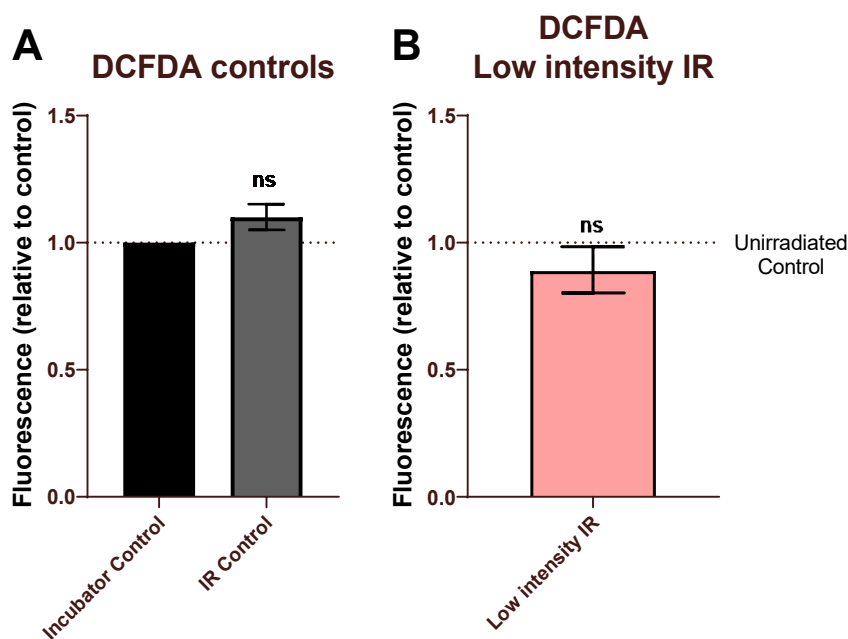 A
DCFDA controls
Fluorescence (relative to control)
1.5
1.0
0.5
0.0
ns
Incubator Control
IR Control
B
DCFDA
Low intensity IR
Fluorescence (relative to control)
1.5
1.0
0.5
0.0
ns
Unirradiated
Control
Low intensity IR